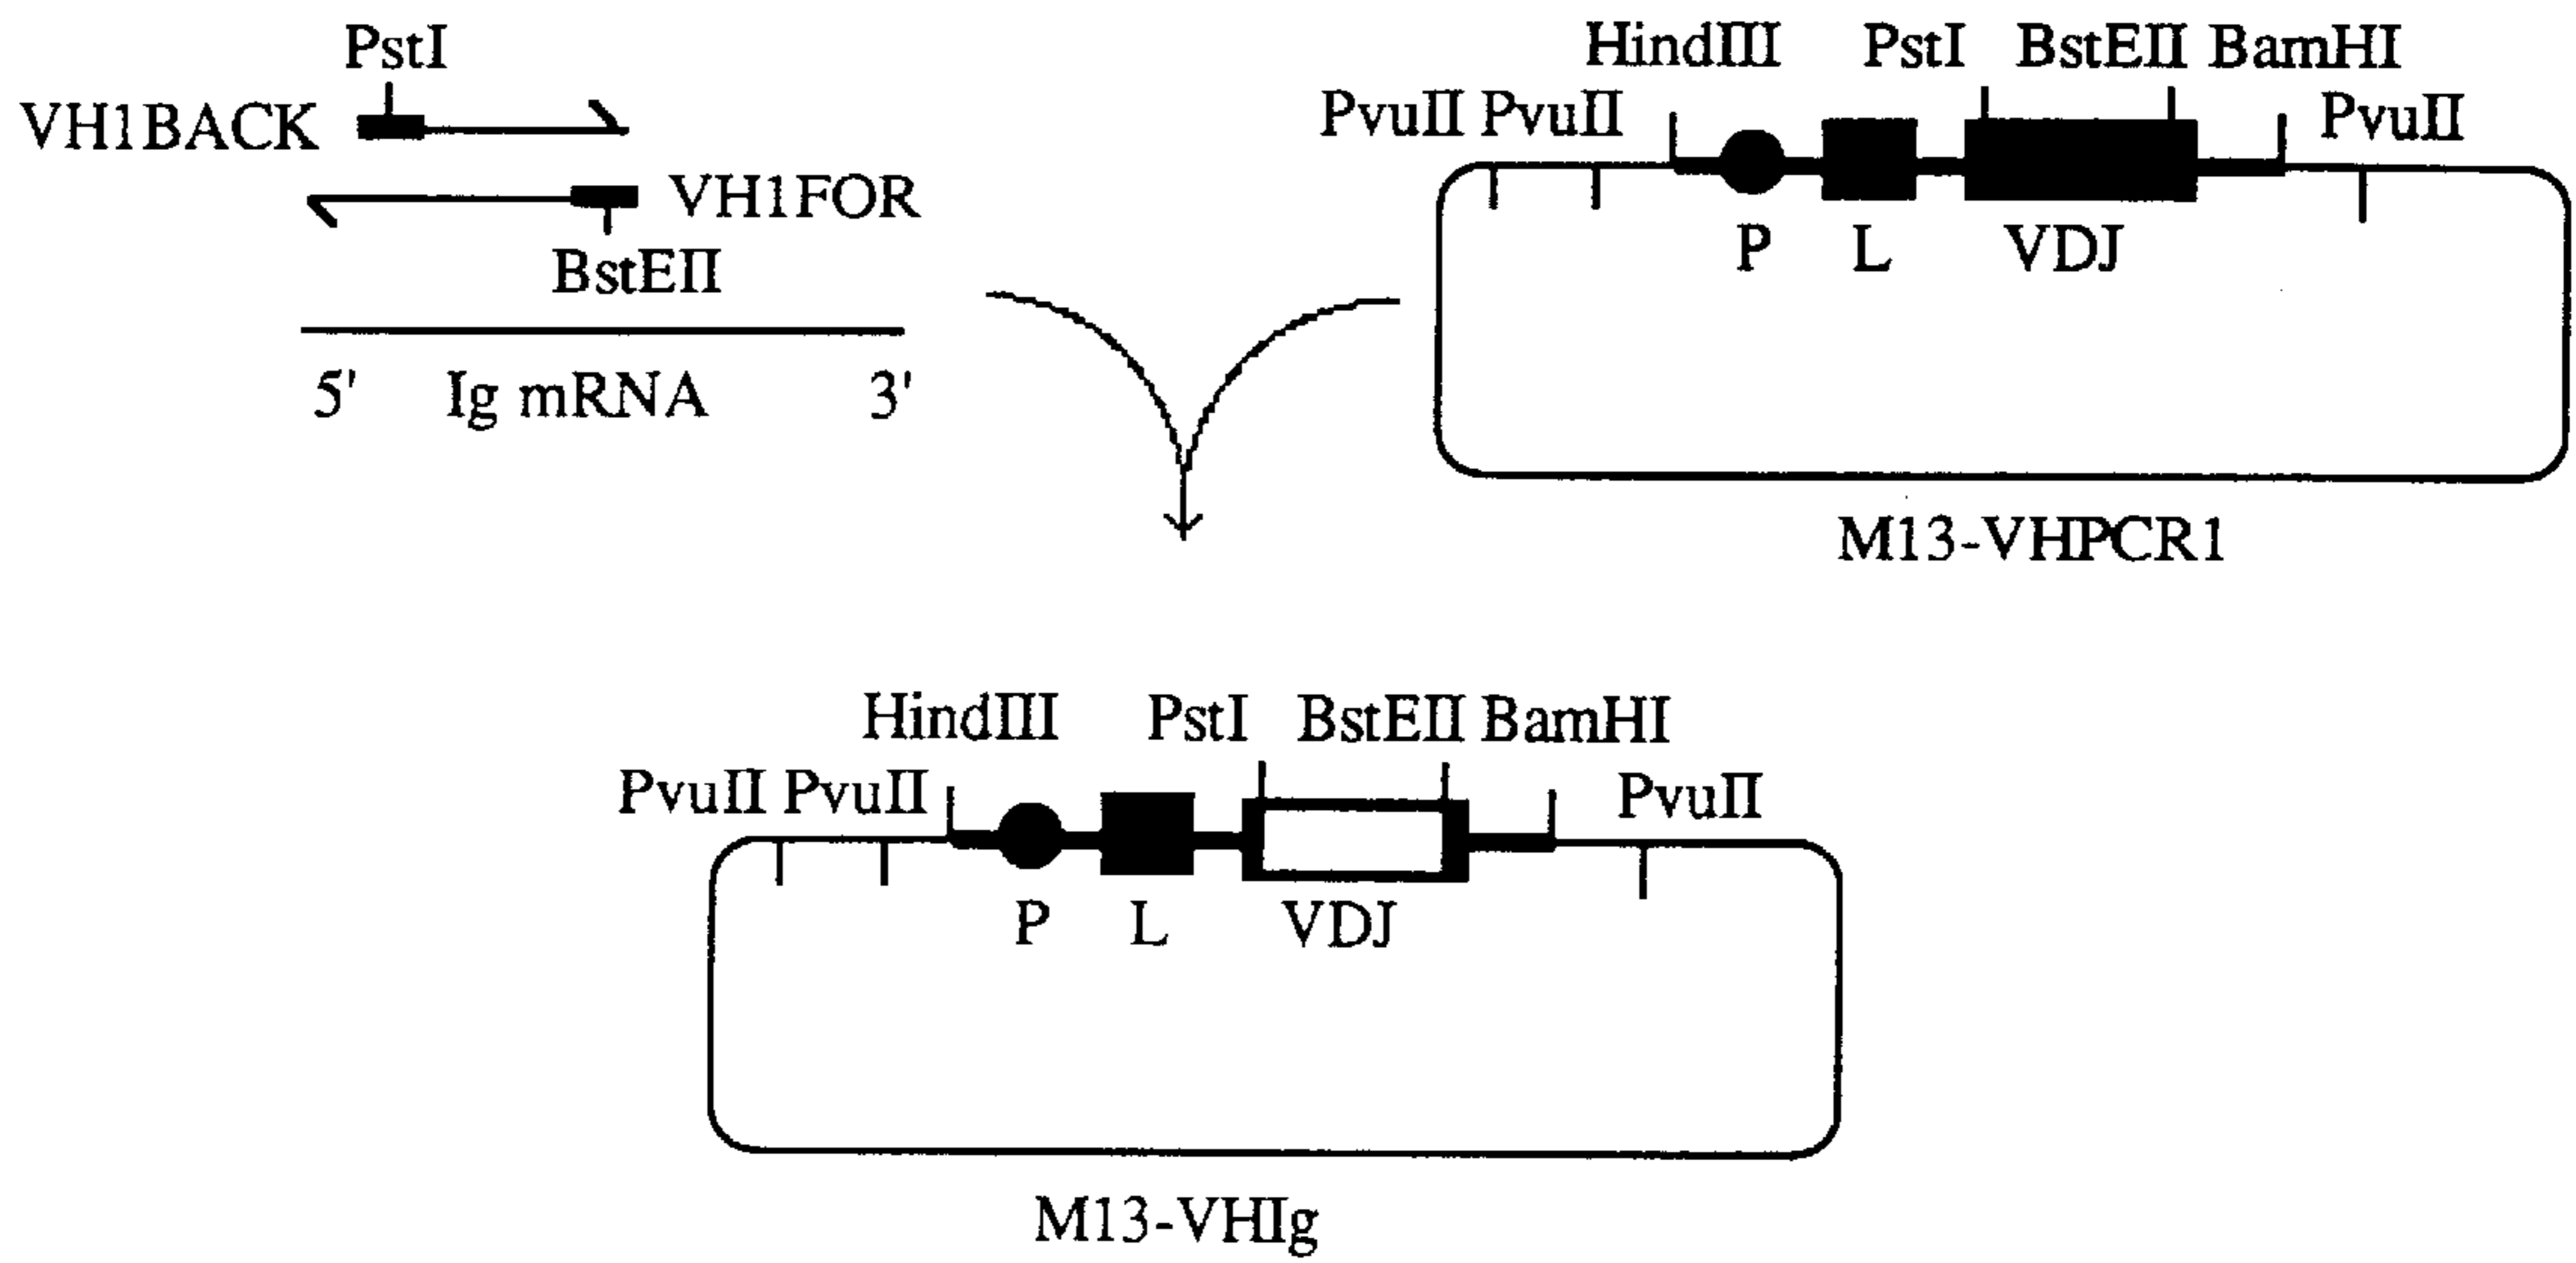 PstI
VH1BACK
VH1FOR
BstEII
5' Ig mRNA 3'
HindIII PstI BstEII BamHI
PvuII PvuII PvuII
P L VDJ
M13-VHPCR1
HindIII PstI BstEII BamHI
PvuII PvuII PvuII
P L VDJ
M13-VHIg